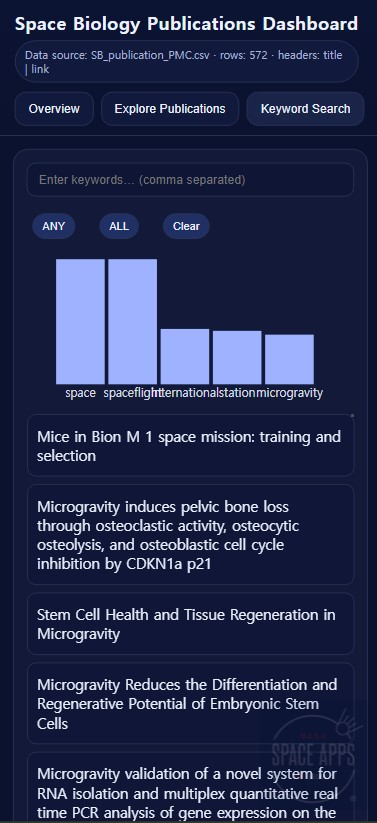 Space Biology Publications Dashboard
Data source: SB_publication_PMC.csv · rows: 572 · headers: title
| link
Overview
Explore Publications
Keyword Search
Enter keywords... (comma separated)
ANY
ALL
Clear
space
spaceflight
international
station
microgravity
Mice in Bion M 1 space mission: training and
selection
Microgravity induces pelvic bone loss
through osteoclastic activity, osteocytic
osteolysis, and osteoblastic cell cycle
inhibition by CDKN1a p21
Stem Cell Health and Tissue Regeneration in
Microgravity
Microgravity Reduces the Differentiation and
Regenerative Potential of Embryonic Stem
Cells
Microgravity validation of a novel system for
RNA isolation and multiplex quantitative real
time PCR analysis of gene expression on the
SPACE APPS